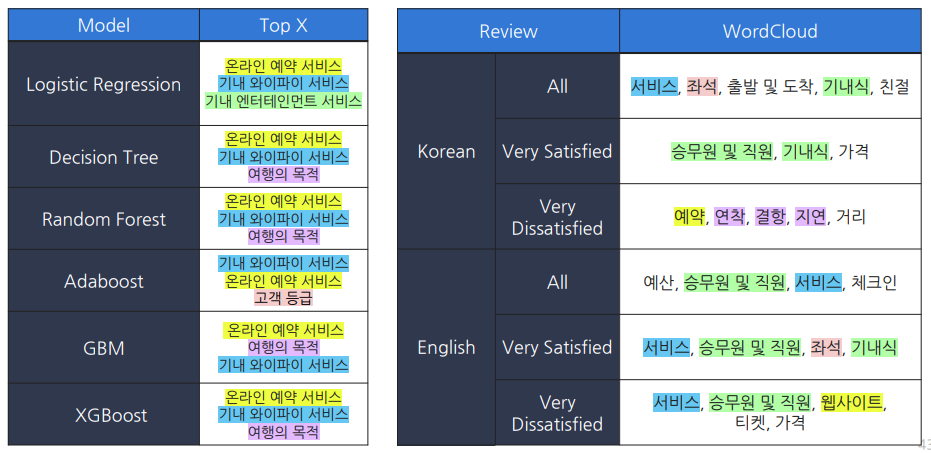 Model
Top X
Logistic Regression
온라인 예약 서비스
기내 와이파이 서비스
기내 엔터테인먼트 서비스
Decision Tree
온라인 예약 서비스
기내 와이파이 서비스
여행의 목적
Random Forest
온라인 예약 서비스
기내 와이파이 서비스
여행의 목적
Adaboost
기내 와이파이 서비스
온라인 예약 서비스
고객 등급
GBM
온라인 예약 서비스
여행의 목적
기내 와이파이 서비스
XGBoost
온라인 예약 서비스
기내 와이파이 서비스
여행의 목적
Review
WordCloud
Korean
All
서비스, 좌석, 출발 및 도착, 기내식, 친절
Very Satisfied
승무원 및 직원, 기내식, 가격
Very
Dissatisfied
예약, 연착, 결항, 지연, 거리
English
All
예산, 승무원 및 직원, 서비스, 체크인
Very Satisfied
서비스, 승무원 및 직원, 좌석, 기내식
Very
Dissatisfied
서비스, 승무원 및 직원, 웹사이트,
티켓, 가격
43